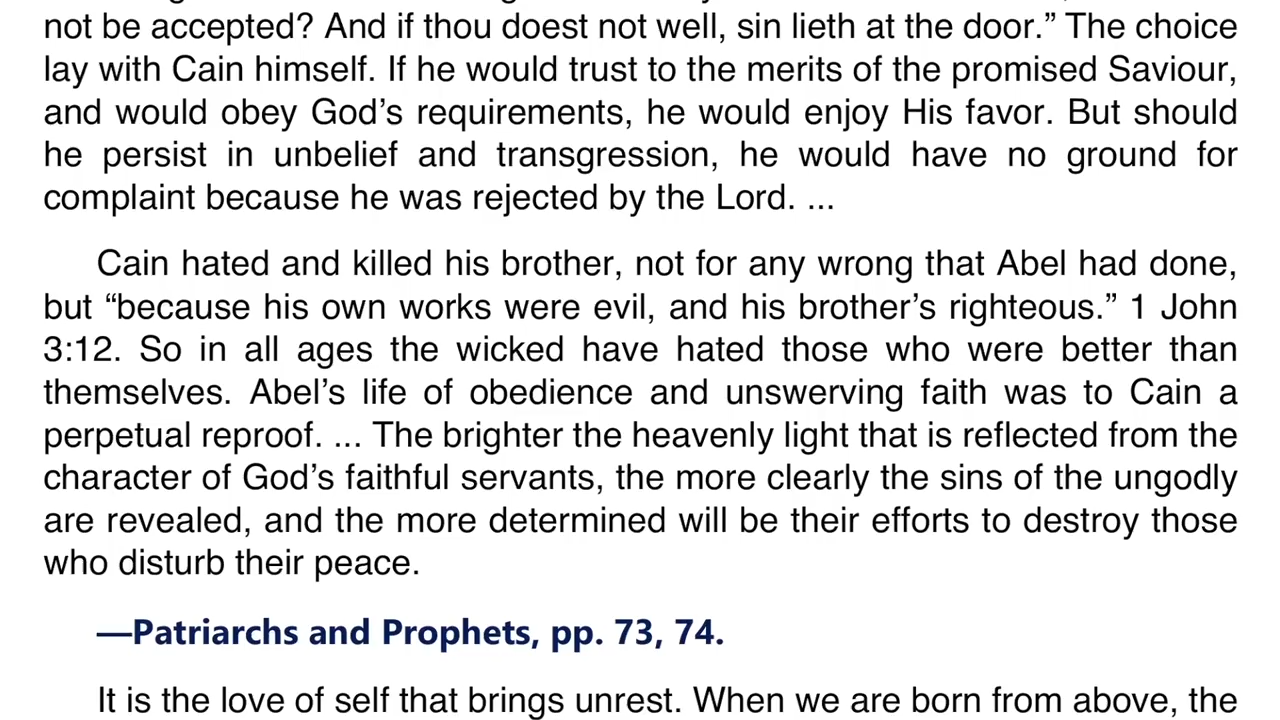 not be accepted? And if thou doest not well, sin lieth at the door.” The choice
lay with Cain himself. If he would trust to the merits of the promised Saviour,
and would obey God’s requirements, he would enjoy His favor. But should
he persist in unbelief and transgression, he would have no ground for
complaint because he was rejected by the Lord. ...
Cain hated and killed his brother, not for any wrong that Abel had done,
but “because his own works were evil, and his brother’s righteous.” 1 John
3:12. So in all ages the wicked have hated those who were better than
themselves. Abel’s life of obedience and unswerving faith was to Cain a
perpetual reproof. ... The brighter the heavenly light that is reflected from the
character of God’s faithful servants, the more clearly the sins of the ungodly
are revealed, and the more determined will be their efforts to destroy those
who disturb their peace.
—Patriarchs and Prophets, pp. 73, 74.
It is the love of self that brings unrest. When we are born from above, the